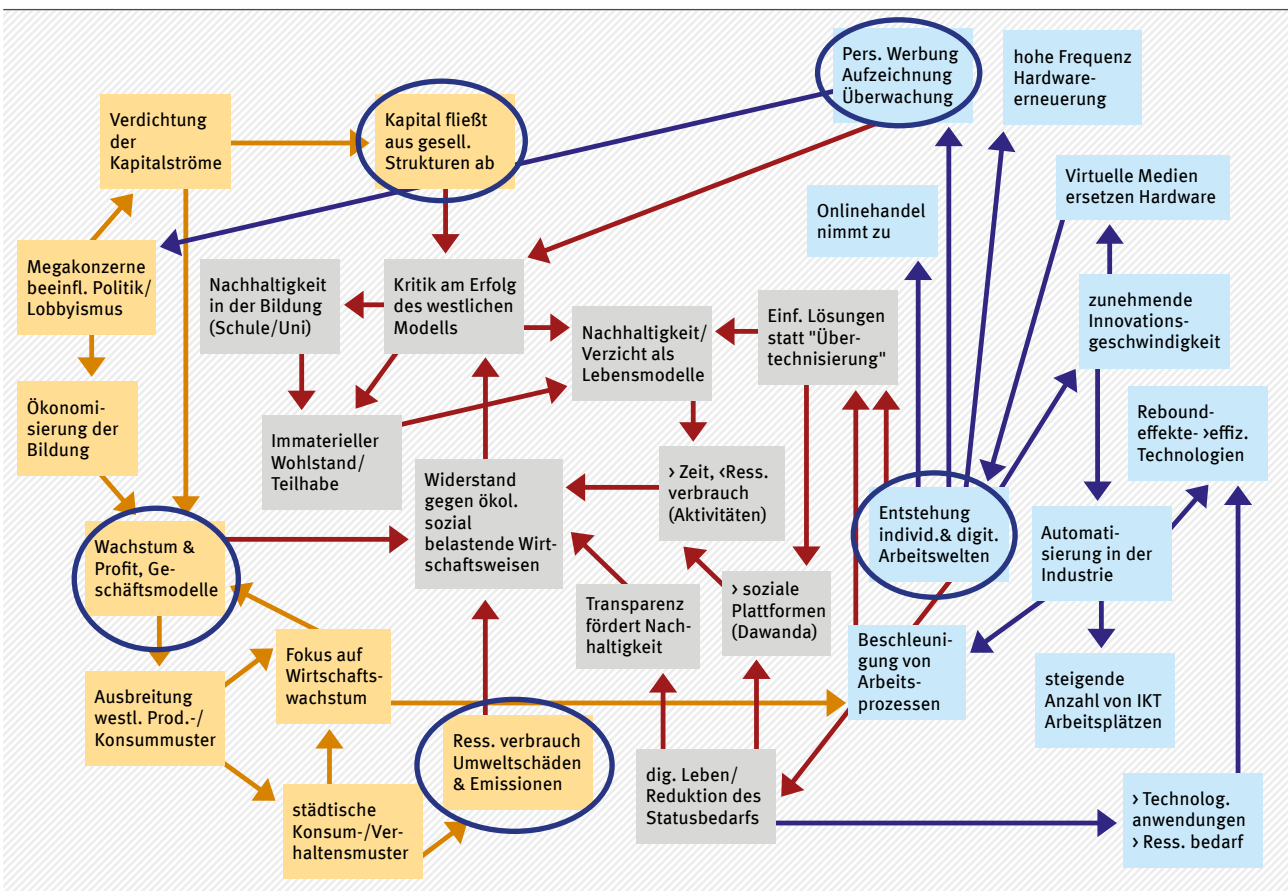 Pers. Werbung
Aufzeichnung
Überwachung
hohe Frequenz
Hardware-
erneuerung
Verdichtung
der
Kapitalströme
Kapital fließt
aus gesell.
Strukturen ab
Virtuelle Medien
ersetzen Hardware
Onlinehandel
nimmt zu
Megakonzerne
beeinfl. Politik/
Lobbyismus
Nachhaltigkeit
in der Bildung
(Schule/Uni)
Kritik am Erfolg
des westlichen
Modells
Nachhaltigkeit/
Verzicht als
Lebensmodelle
Einf. Lösungen
statt "Über-
technisierung"
zunehmende
Innovations-
geschwindigkeit
Ökonomi-
sierung der
Bildung
Immaterieller
Wohlstand/
Teilhabe
Widerstand
gegen ökol.
sozial
belastende Wirt-
schaftsweisen
> Zeit, <Ress.
verbrauch
(Aktivitäten)
Rebound-
effekte- >effiz.
Technologien
Entstehung
individ.& digit.
Arbeitswelten
Automati-
sierung in der
Industrie
Wachstum &
Profit, Ge-
schäftsmodelle
Transparenz
fördert Nach-
haltigkeit
> soziale
Plattformen
(Dawanda)
Beschleuni-
gung von
Arbeits-
prozessen
Fokus auf
Wirtschafts-
wachstum
Ausbreitung
westl. Prod.-/
Konsummuster
steigende
Anzahl von IKT
Arbeitsplätzen
Ress. verbrauch
Umweltschäden
& Emissionen
dig. Leben/
Reduktion des
Statusbedarfs
städtische
Konsum-/Ver-
haltensmuster
> Technolog.
anwendungen
> Ress. bedarf